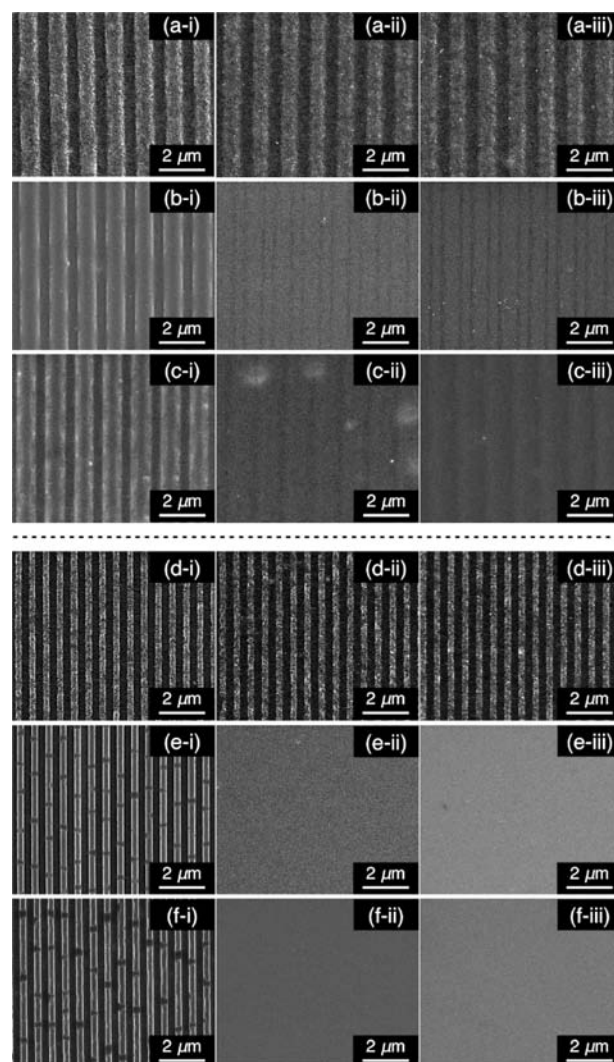 (a-i) (a-ii) (a-iii)
2 μm 2 μm 2 μm
(b-i) (b-ii) (b-iii)
2 μm 2 μm 2 μm
(c-i) (c-ii) (c-iii)
2 μm 2 μm 2 μm
(d-i) (d-ii) (d-iii)
2 μm 2 μm 2 μm
(e-i) (e-ii) (e-iii)
2 μm 2 μm 2 μm
(f-i) (f-ii) (f-iii)
2 μm 2 μm 2 μm